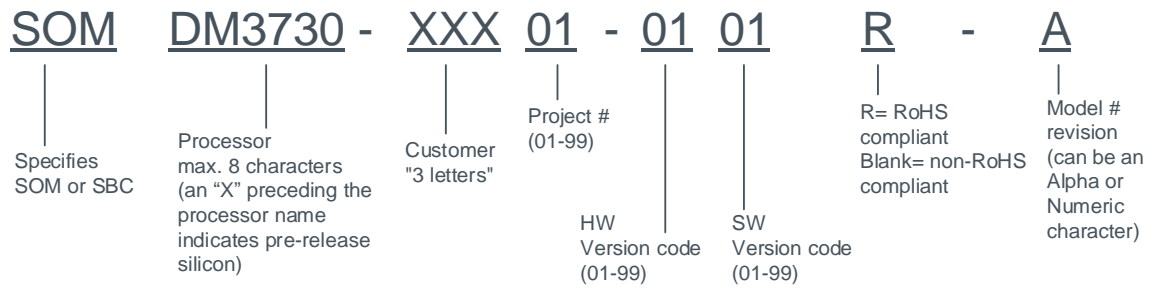 SOM DM3730 - XXX 01 - 01 01 R - A
Specifies
SOM or SBC
Processor
max. 8 characters
(an “X” preceding the
processor name
indicates pre-release
silicon)
Customer
"3 letters"
Project #
(01-99)
HW
Version code
(01-99)
SW
Version code
(01-99)
R= RoHS
compliant
Blank= non-RoHS
compliant
Model #
revision
(can be an
Alpha or
Numeric
character)